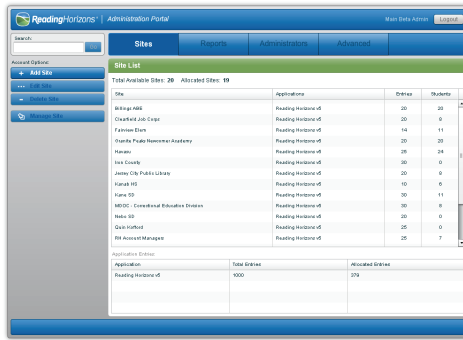 ReadingHorizons® Administration Portal Main Beta Admin Logout
Search:
Go
Sites Reports Administrators Advanced
Account Options:
+ Add Site
Edit Site
Delete Site
Manage Site
Site List
Total Available Sites: 20 Allocated Sites: 19
Site Applications Entries Students
Billings ABE Reading Horizons v5 20 20
Clearfield Job Corps Reading Horizons v5 20 9
Fairview Elem Reading Horizons v5 14 11
Granite Peaks Newcomer Academy Reading Horizons v5 20 20
Havasu Reading Horizons v5 25 24
Iron County Reading Horizons v5 30 0
Jersey City Public Library Reading Horizons v5 20 8
Kanab HS Reading Horizons v5 10 6
Kane SD Reading Horizons v5 30 11
MODC - Correctional Education Division Reading Horizons v5 30 8
Nebo SD Reading Horizons v5 20 0
Quin Kofford Reading Horizons v5 25 0
RH Account Managers Reading Horizons v5 25 7
Application Entries:
Application Total Entries Allocated Entries
Reading Horizons v5 1000 379